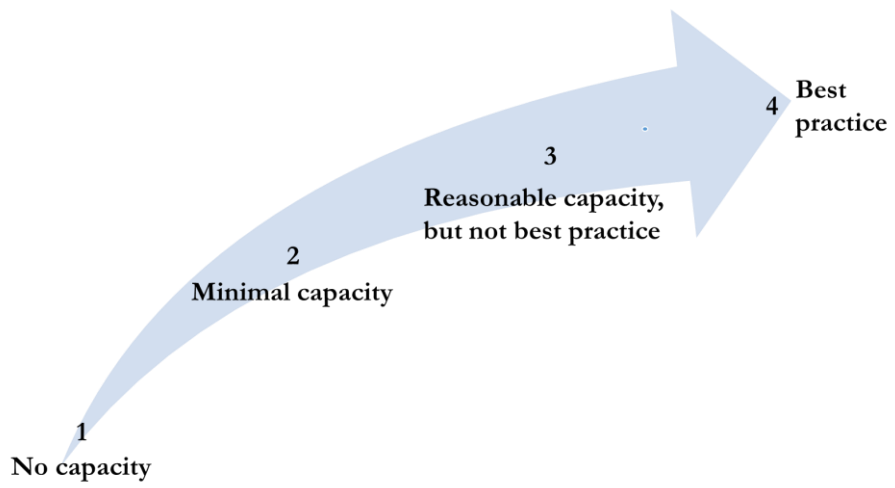 4
Best
practice
3
Reasonable capacity,
but not best practice
2
Minimal capacity
1
No capacity